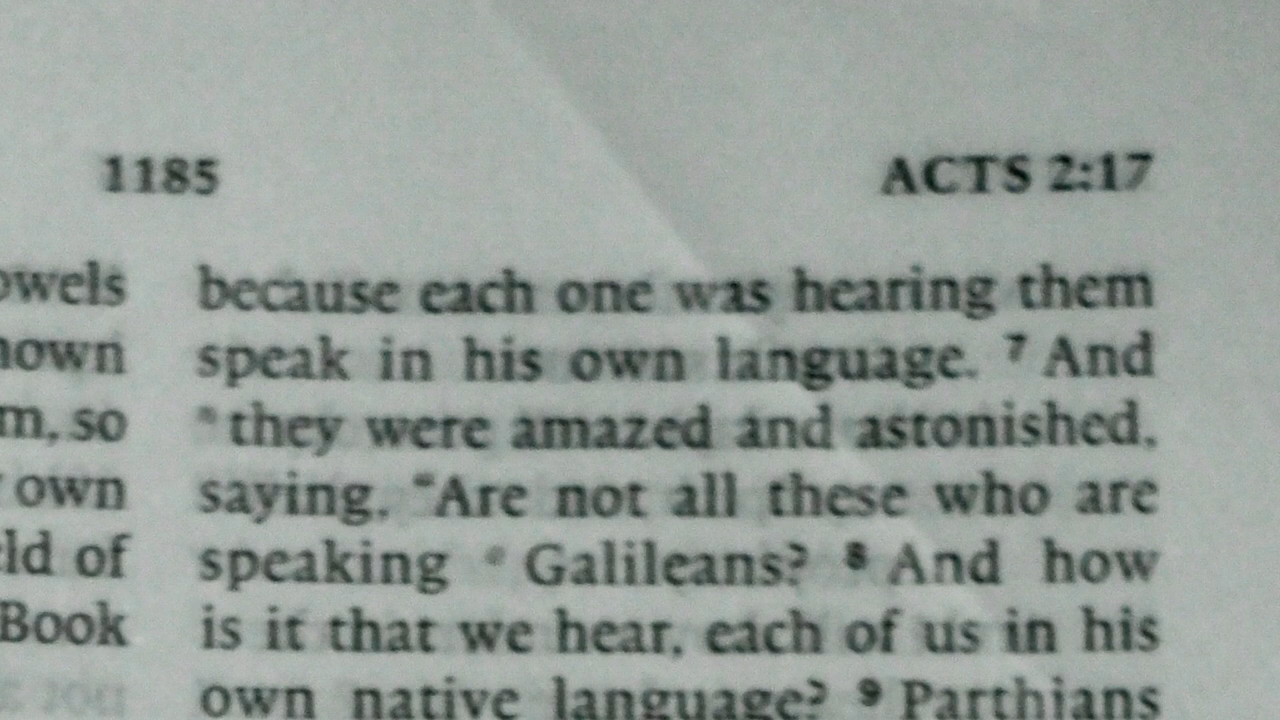 1185 ACTS 2:17
owels
nown
m, so
own
eld of
Book
because each one was hearing them
speak in his own language. 7 And
they were amazed and astonished,
saying, “Are not all these who are
speaking Galileans? 8 And how
is it that we hear, each of us in his
own native language? 9 Parthians